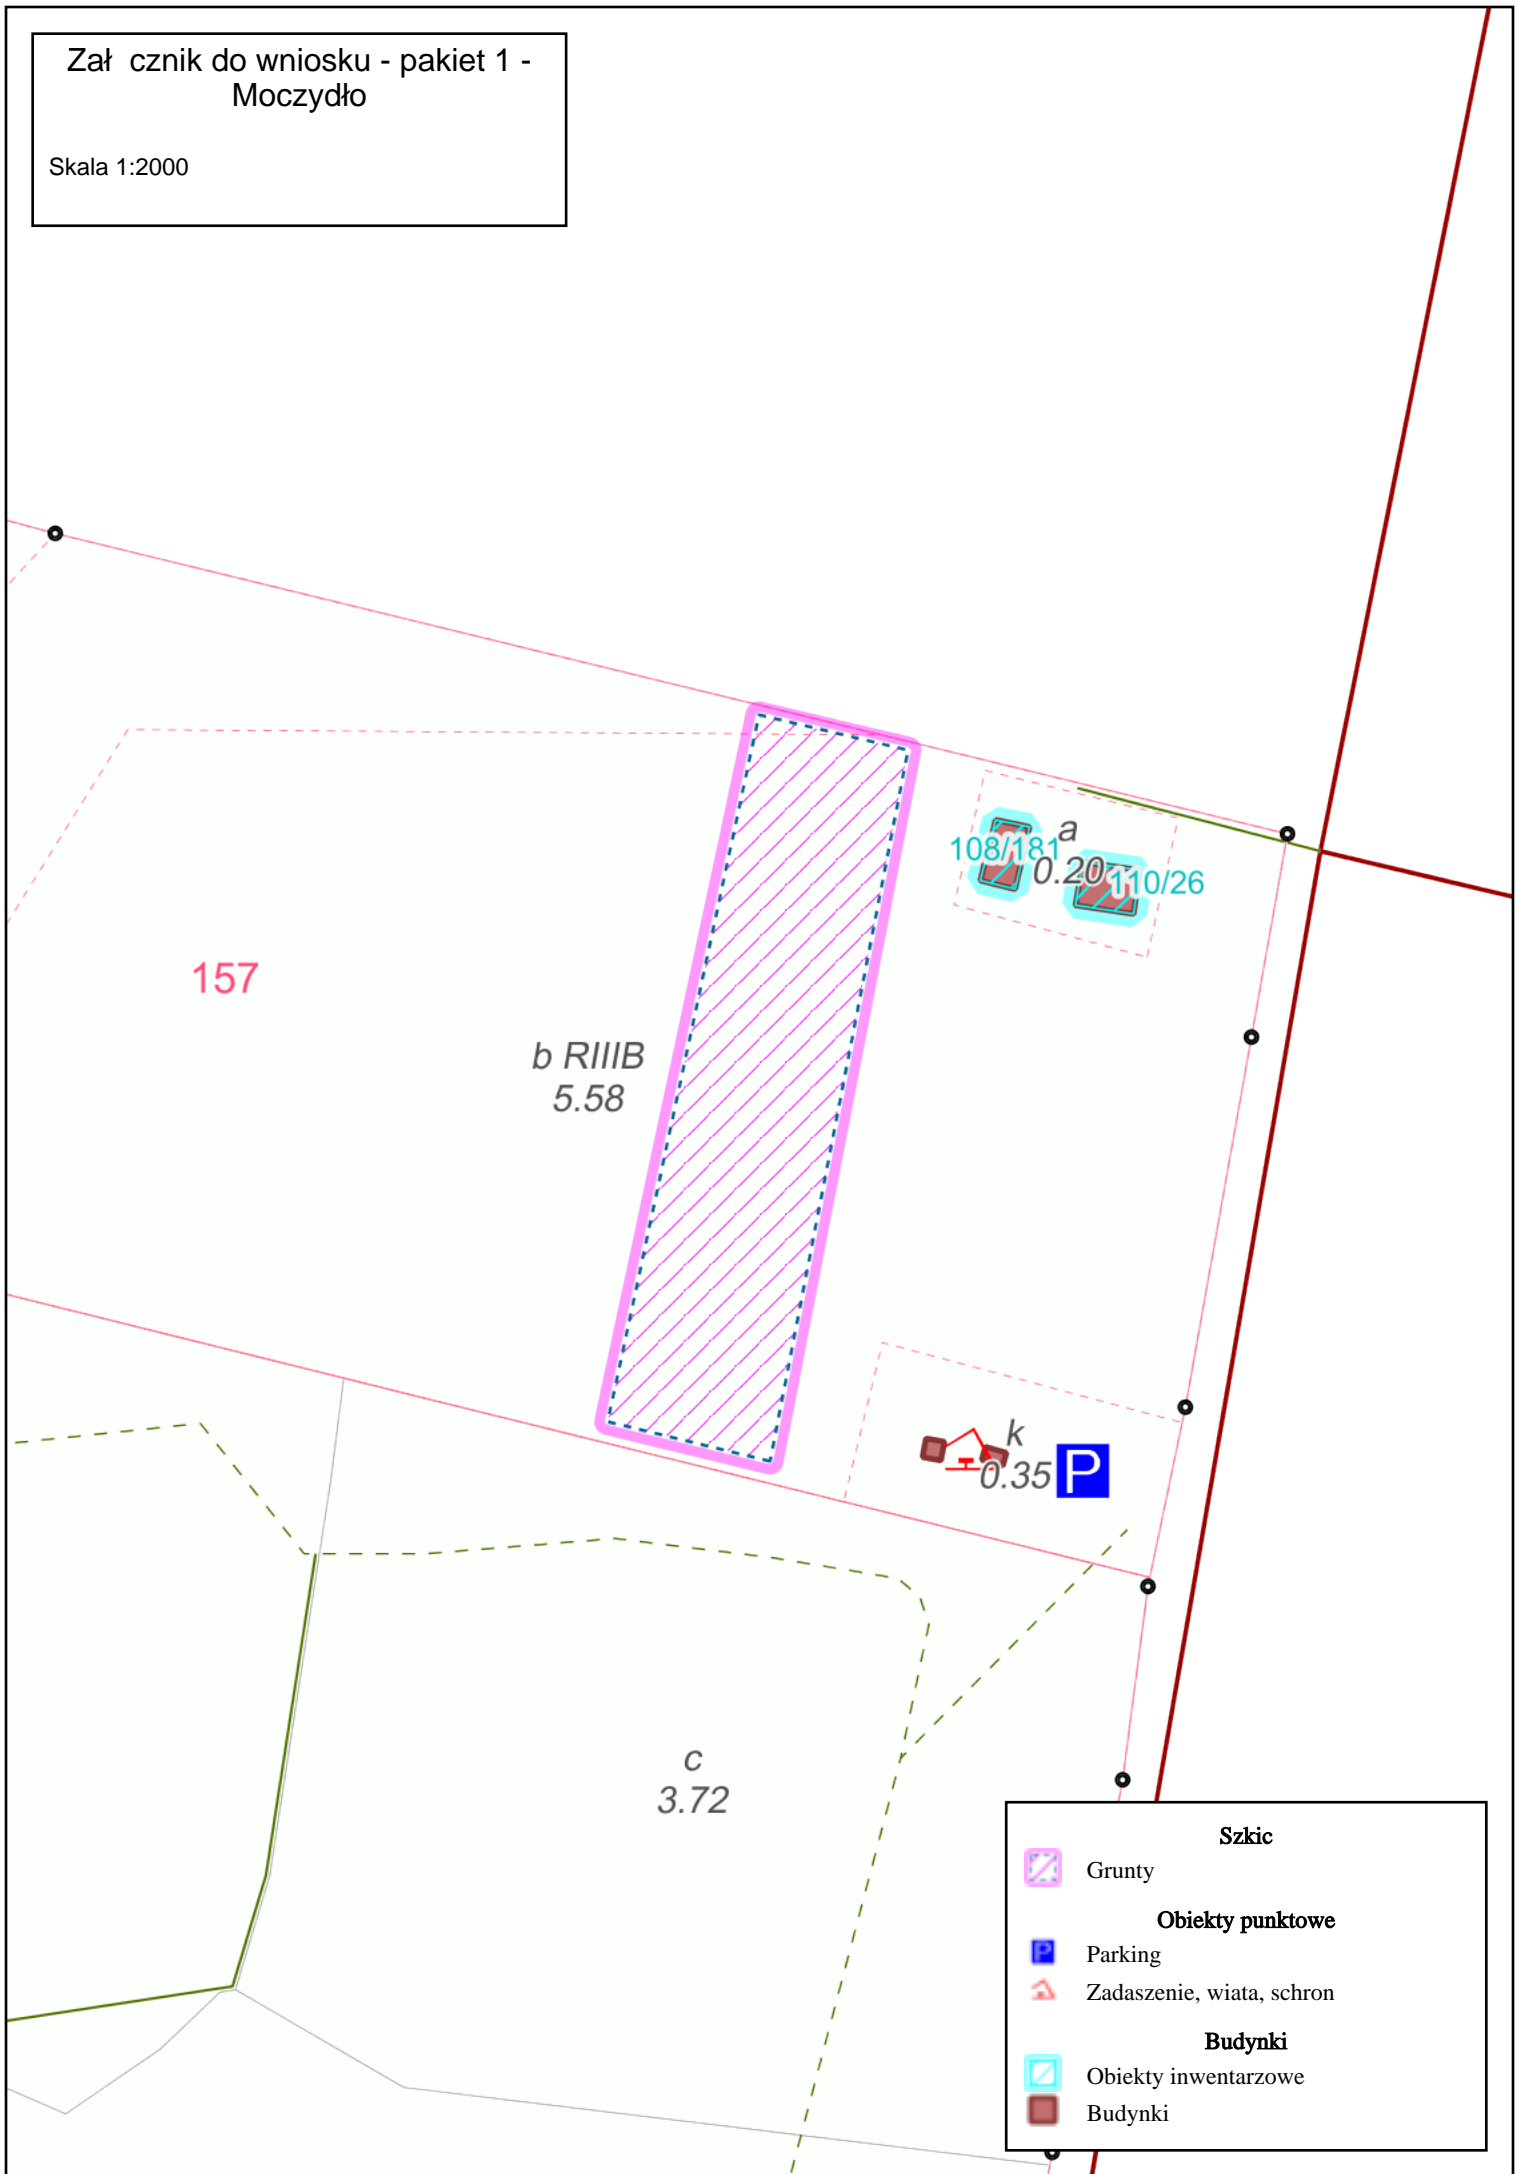 Zał cznik do wniosku - pakiet 1 -
Moczydło
Skala 1:2000
a
108/181
0.20
110/26
157
b RIIIB
5.58
k
0.35
P
c
3.72
Szkic
Grunty
Obiekty punktowe
P Parking
Zadaszenie, wiata, schron
Budynki
Obiekty inwentarzowe
Budynki